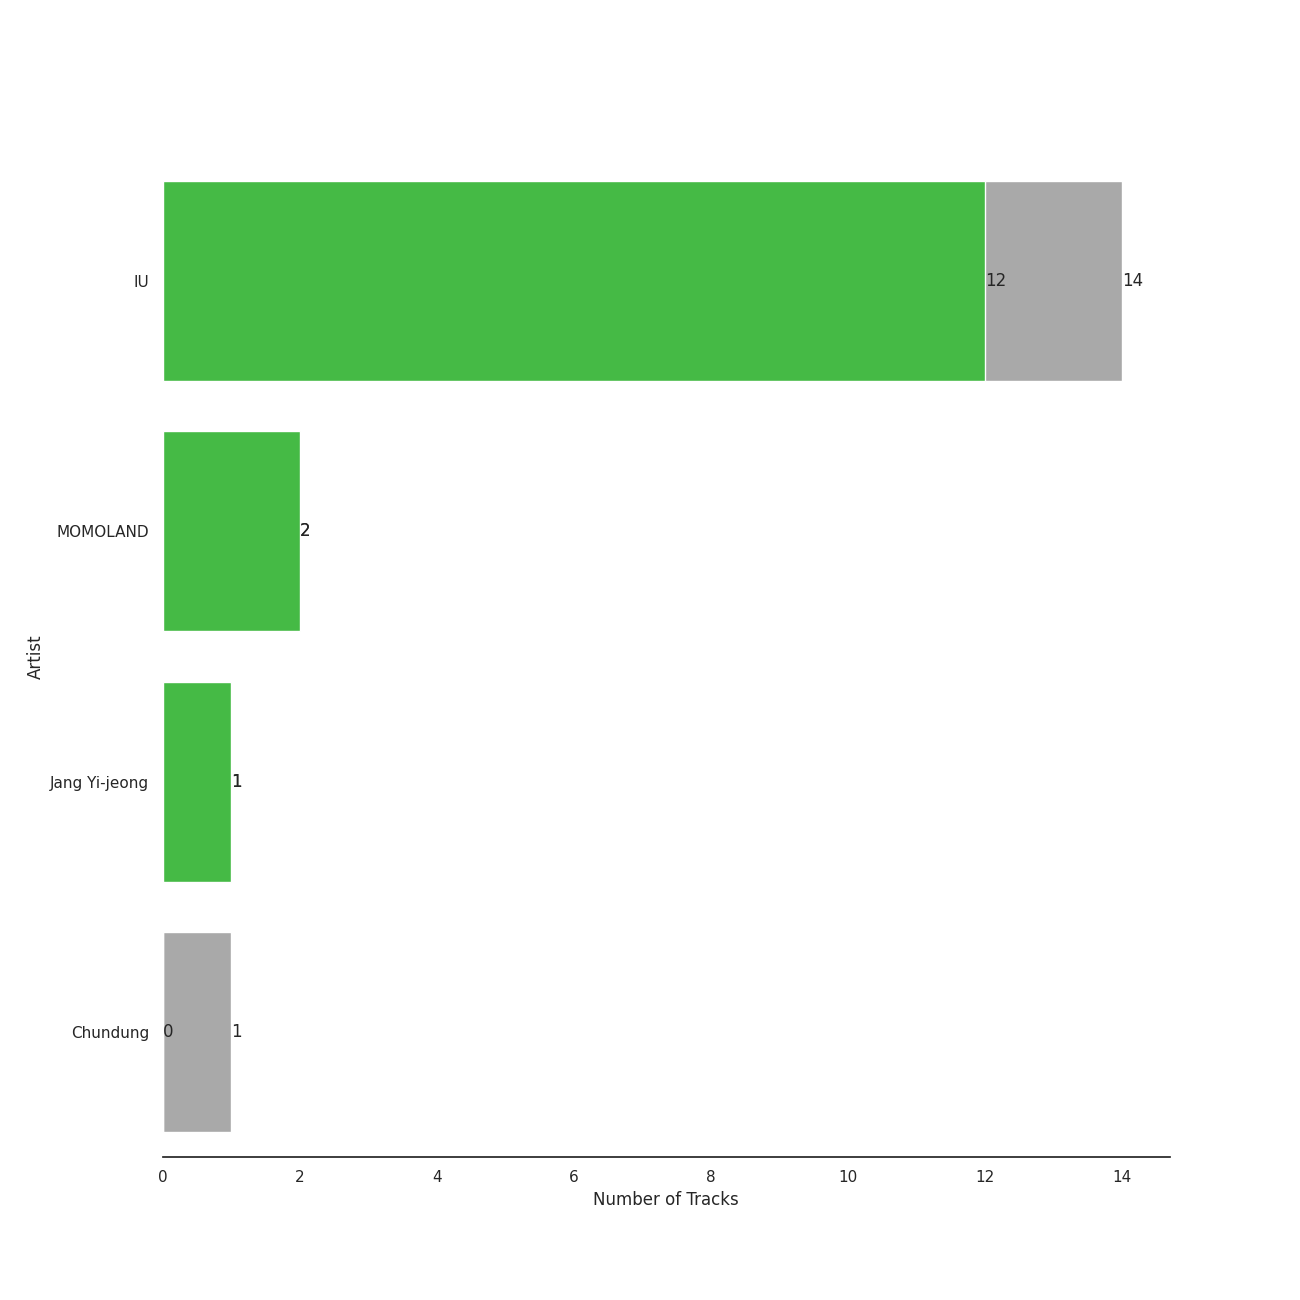 IU
12
14
MOMOLAND
2
Artist
Jang Yi-jeong
1
Chundung
0
1
0 2 4 6 8 10 12 14
Number of Tracks